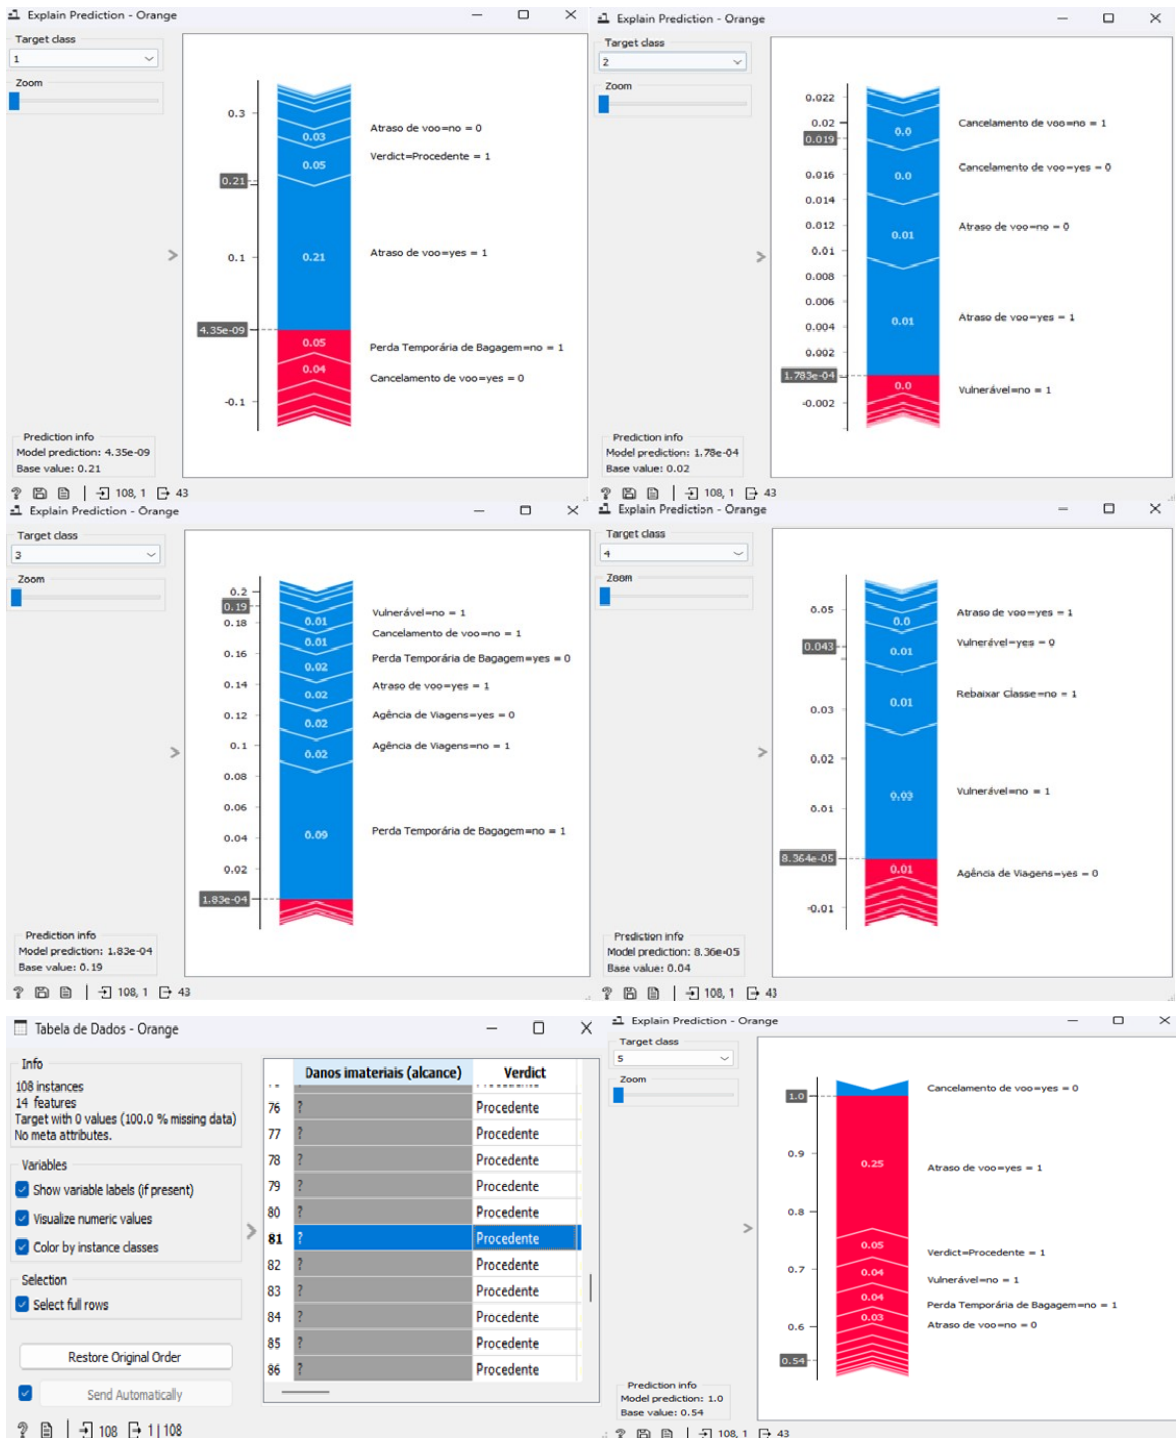 Explain Prediction - Orange
Target class
1
Zoom
0.3
0.21
0.1
4.35e-09
-0.1
0.03
0.05
0.21
0.05
0.04
Atraso de voo=no = 0
Verdict=Procedente = 1
Atraso de voo=yes = 1
Perda Temporária de Bagagem=no = 1
Cancelamento de voo=yes = 0
Prediction info
Model prediction: 4.35e-09
Base value: 0.21
108, 1
43
Explain Prediction - Orange
Target class
2
Zoom
0.022
0.02
0.019
0.016
0.014
0.012
0.01
0.008
0.006
0.004
0.002
1.783e-04
-0.002
0.0
0.0
0.01
0.01
0.0
Cancelamento de voo=no = 1
Cancelamento de voo=yes = 0
Atraso de voo=no = 0
Atraso de voo=yes = 1
Vulnerável=no = 1
Prediction info
Model prediction: 1.78e-04
Base value: 0.02
108, 1
43
Explain Prediction - Orange
Target class
3
Zoom
0.2
0.19
0.18
0.16
0.14
0.12
0.1
0.08
0.06
0.04
0.02
1.83e-04
0.01
0.01
0.02
0.02
0.02
0.02
0.09
Vulnerável=no = 1
Cancelamento de voo=no = 1
Perda Temporária de Bagagem=yes = 0
Atraso de voo=yes = 1
Agência de Viagens=yes = 0
Agência de Viagens=no = 1
Perda Temporária de Bagagem=no = 1
Prediction info
Model prediction: 1.83e-04
Base value: 0.19
108, 1
43
Explain Prediction - Orange
Target class
4
Zoom
0.05
0.043
0.03
0.02
0.01
8.364e-05
-0.01
0.0
0.01
0.01
0.03
0.01
Atraso de voo=yes = 1
Vulnerável=yes = 0
Rebaixar Classe=no = 1
Vulnerável=no = 1
Agência de Viagens=yes = 0
Prediction info
Model prediction: 8.36e-05
Base value: 0.04
108, 1
43
Tabela de Dados - Orange
Info
108 instances
14 features
Target with 0 values (100.0 % missing data)
No meta attributes.
Variables
Show variable labels (if present)
Visualize numeric values
Color by instance classes
Selection
Select full rows
Restore Original Order
Send Automatically
108
1 | 108
Danos imateriais (alcance) Verdict
76 ? Procedente
77 ? Procedente
78 ? Procedente
79 ? Procedente
80 ? Procedente
81 ? Procedente
82 ? Procedente
83 ? Procedente
84 ? Procedente
85 ? Procedente
86 ? Procedente
Explain Prediction - Orange
Target class
5
Zoom
1.0
0.9
0.8
0.7
0.6
0.54
0.25
0.05
0.04
0.04
0.03
Cancelamento de voo=yes = 0
Atraso de voo=yes = 1
Verdict=Procedente = 1
Vulnerável=no = 1
Perda Temporária de Bagagem=no = 1
Atraso de voo=no = 0
Prediction info
Model prediction: 1.0
Base value: 0.54
108, 1
43